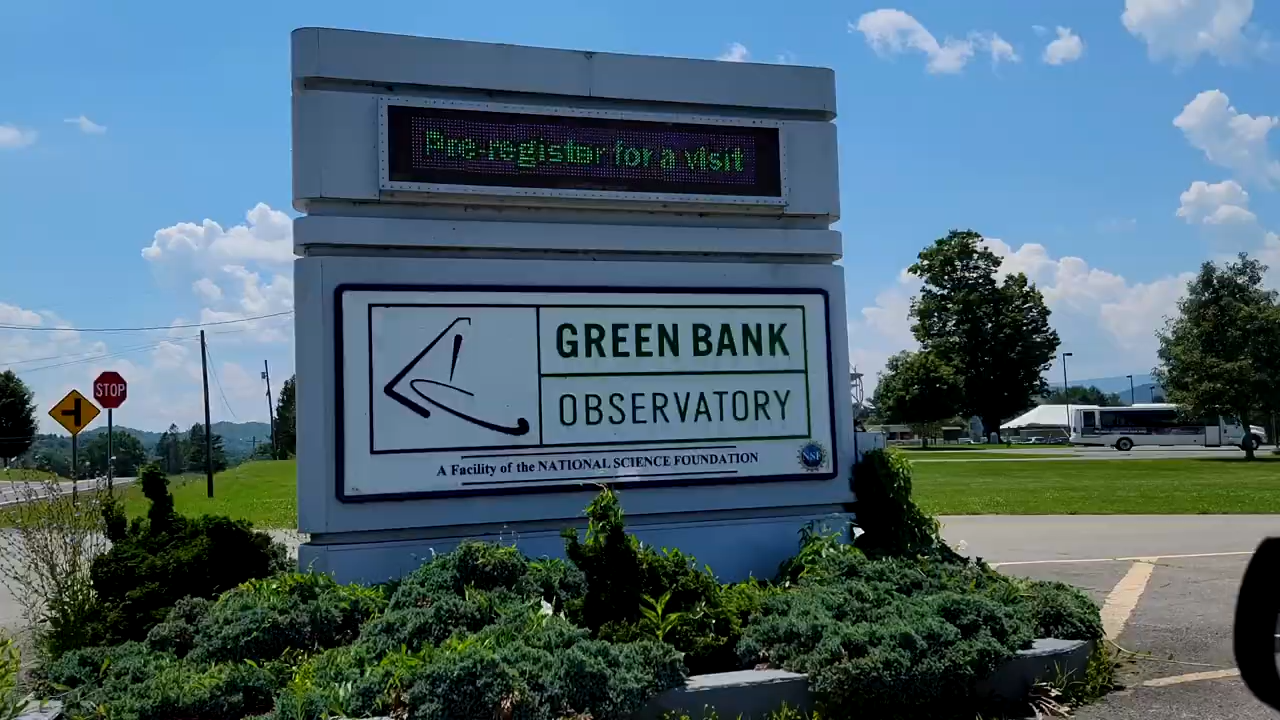 Pre-register for a visit
GREEN BANK
OBSERVATORY
A Facility of the NATIONAL SCIENCE FOUNDATION
NSF
STOP